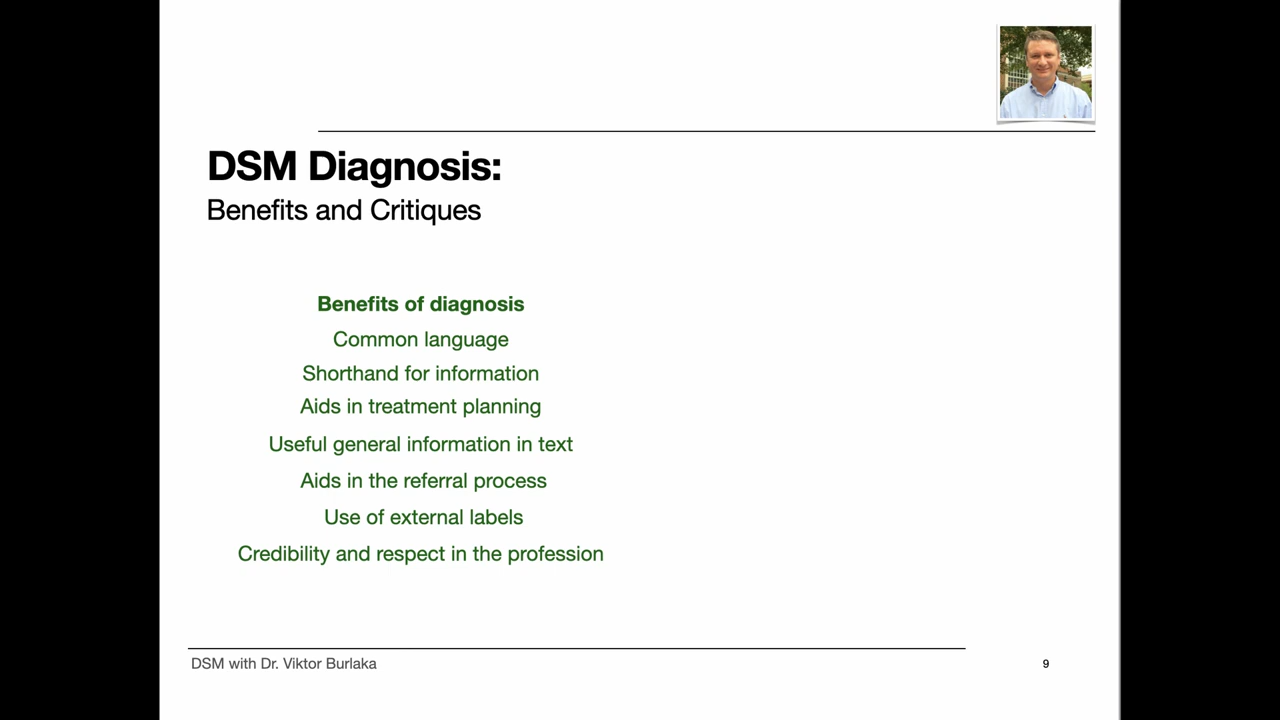 DSM Diagnosis:
Benefits and Critiques
Benefits of diagnosis
Common language
Shorthand for information
Aids in treatment planning
Useful general information in text
Aids in the referral process
Use of external labels
Credibility and respect in the profession
DSM with Dr. Viktor Burlaka
9